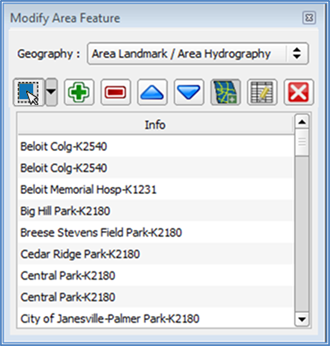 Modify Area Feature
Geography : Area Landmark / Area Hydrography
Info
Beloit Colg-K2540
Beloit Colg-K2540
Beloit Memorial Hosp-K1231
Big Hill Park-K2180
Breese Stevens Field Park-K2180
Cedar Ridge Park-K2180
Central Park-K2180
Central Park-K2180
City of Janesville-Palmer Park-K2180